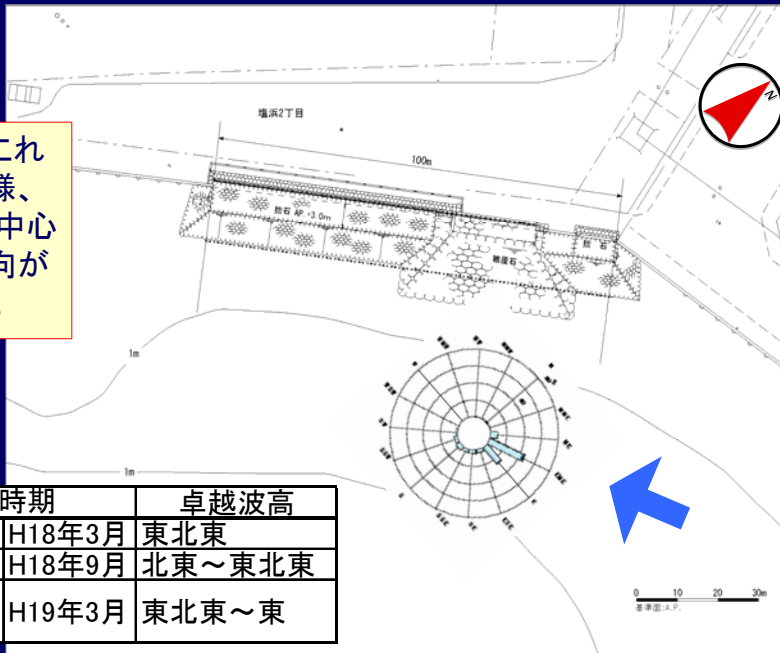 塩浜2丁目
N
100m
これ
様、
中心
向が
捨石 AP +3.0m
捨 石
被覆石
1m
1m
時期 卓越波高
H18年3月 東北東
H18年9月 北東～東北東
H19年3月 東北東～東
0 10 20 30m
基準面:A.P.